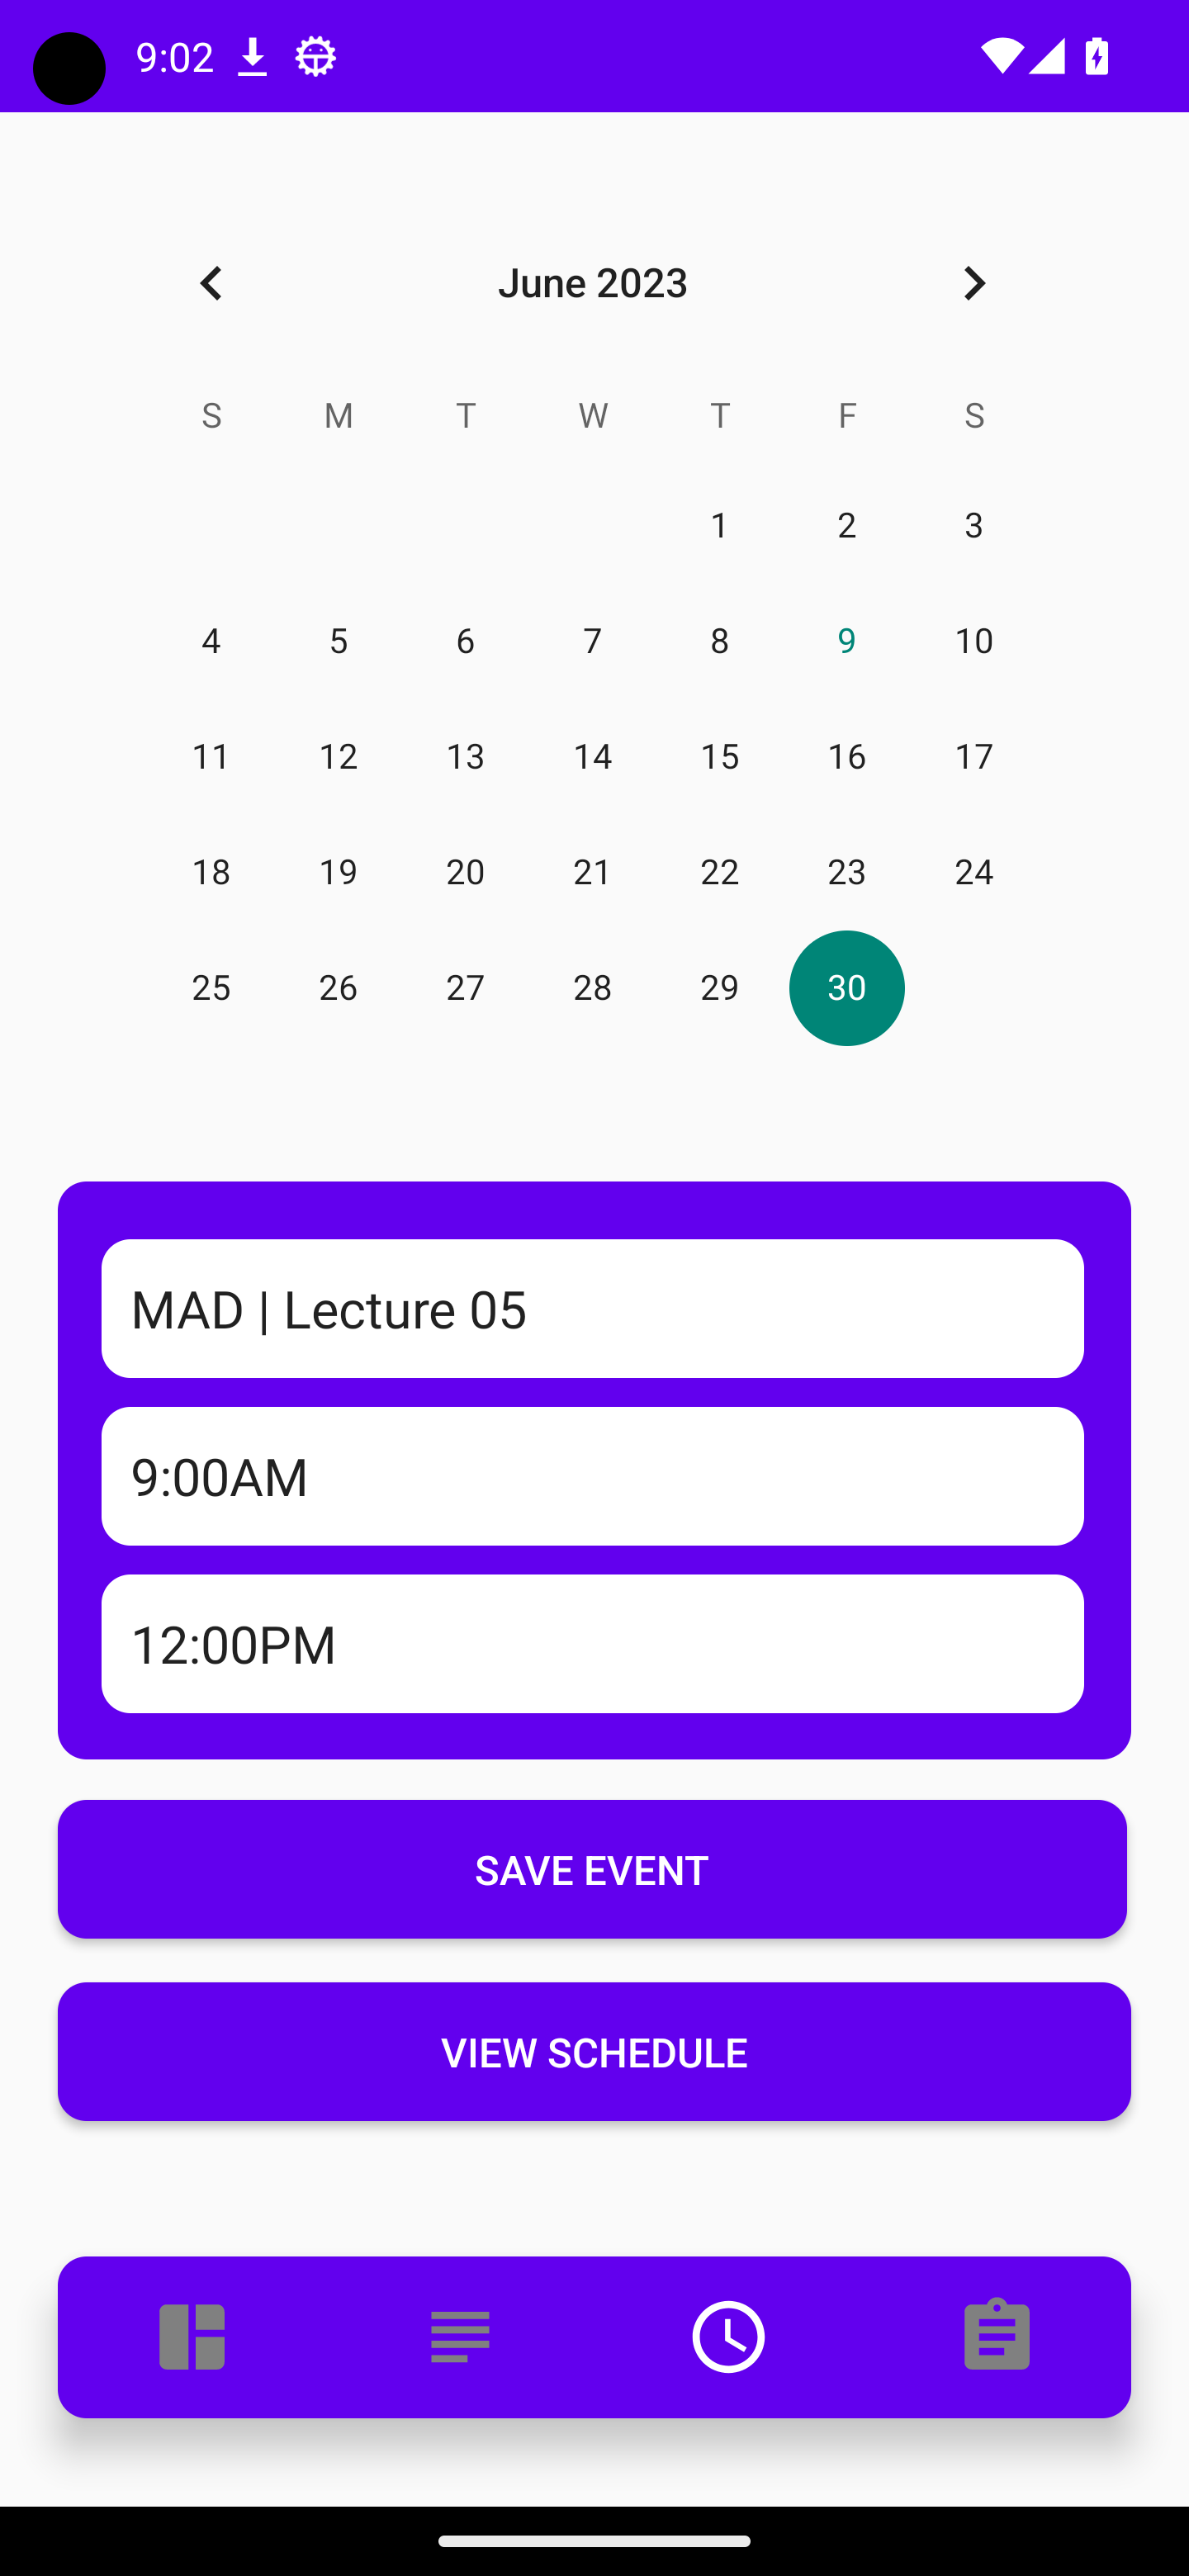 9:02
June 2023
S M T W T F S
1 2 3
4 5 6 7 8 9 10
11 12 13 14 15 16 17
18 19 20 21 22 23 24
25 26 27 28 29 30
MAD | Lecture 05
9:00AM
12:00PM
SAVE EVENT
VIEW SCHEDULE